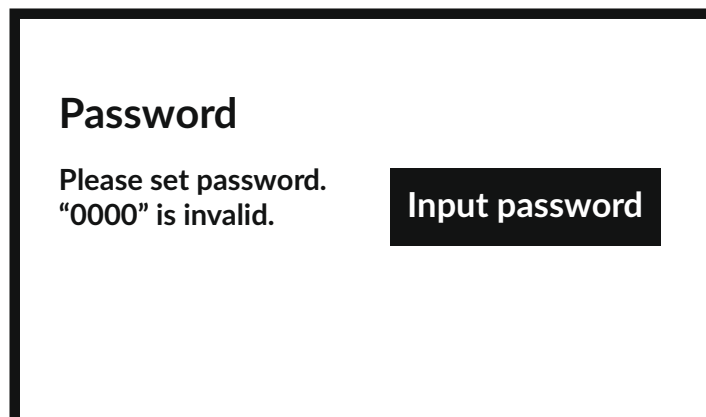 Password
Please set password.
“0000” is invalid.
Input password